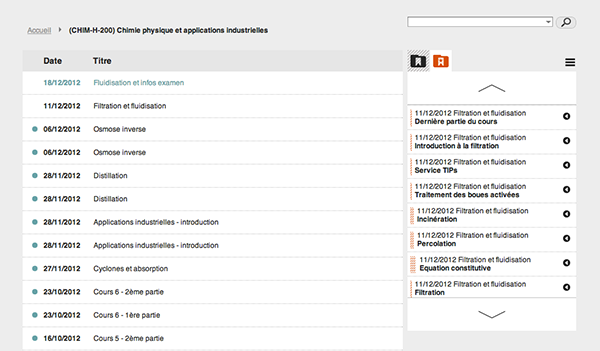 Accueil › (CHIM-H-200) Chimie physique et applications industrielles
Date Titre
18/12/2012 Fluidisation et infos examen
11/12/2012 Filtration et fluidisation
06/12/2012 Osmose inverse
06/12/2012 Osmose inverse
28/11/2012 Distillation
28/11/2012 Distillation
28/11/2012 Applications industrielles - introduction
28/11/2012 Applications industrielles - introduction
27/11/2012 Cyclones et absorption
23/10/2012 Cours 6 - 2ème partie
23/10/2012 Cours 6 - 1ère partie
16/10/2012 Cours 5 - 2ème partie
11/12/2012 Filtration et fluidisation
Dernière partie du cours
11/12/2012 Filtration et fluidisation
Introduction à la filtration
11/12/2012 Filtration et fluidisation
Service TIPs
11/12/2012 Filtration et fluidisation
Traitement des boues activées
11/12/2012 Filtration et fluidisation
Incinération
11/12/2012 Filtration et fluidisation
Percolation
11/12/2012 Filtration et fluidisation
Equation constitutive
11/12/2012 Filtration et fluidisation
Filtration